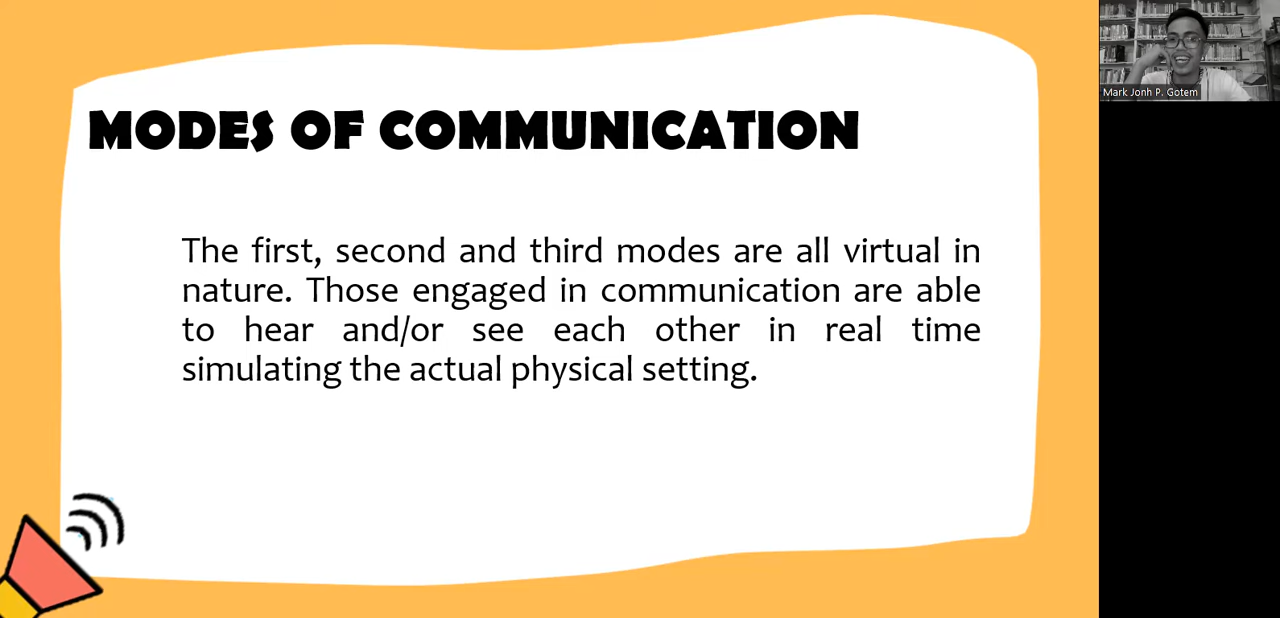 MODES OF COMMUNICATION
The first, second and third modes are all virtual in
nature. Those engaged in communication are able
to hear and/or see each other in real time
simulating the actual physical setting.
Mark Jonh P. Gotem